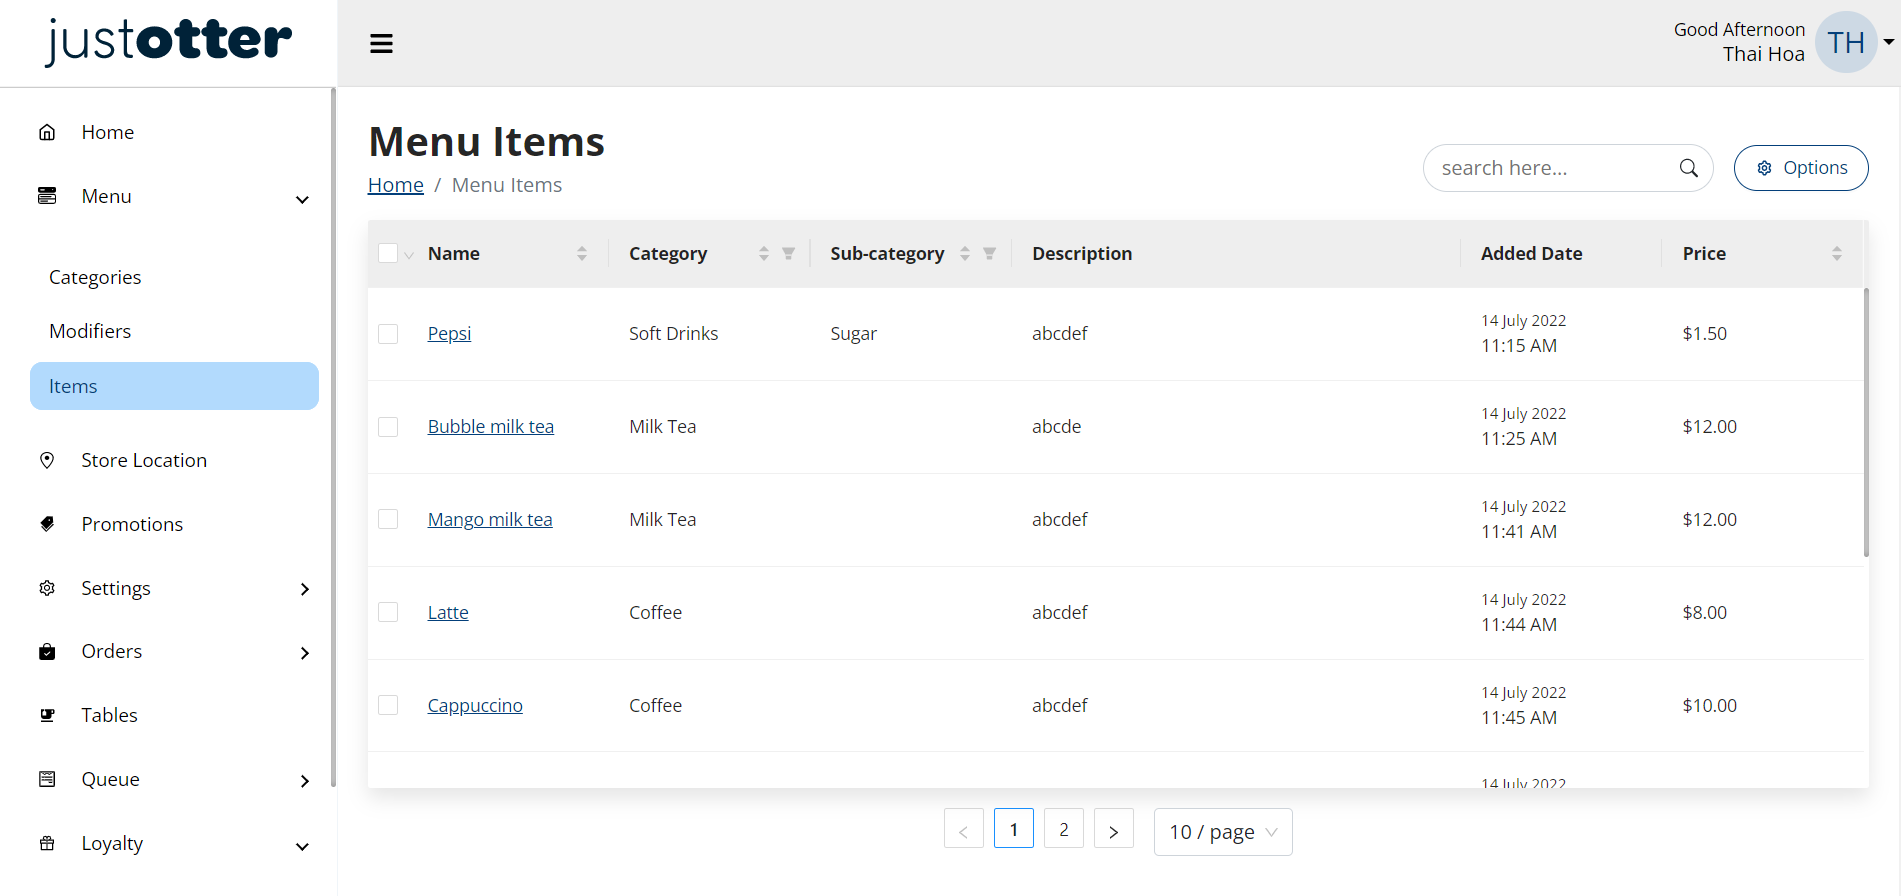 justotter
Good Afternoon
Thai Hoa
TH
Home
Menu
Categories
Modifiers
Items
Store Location
Promotions
Settings
Orders
Tables
Queue
Loyalty
Menu Items
Home / Menu Items
search here...
Options
Name Category Sub-category Description Added Date Price
Pepsi Soft Drinks Sugar abcdef 14 July 2022 $1.50
11:15 AM
Bubble milk tea Milk Tea abcde 14 July 2022 $12.00
11:25 AM
Mango milk tea Milk Tea abcdef 14 July 2022 $12.00
11:41 AM
Latte Coffee abcdef 14 July 2022 $8.00
11:44 AM
Cappuccino Coffee abcdef 14 July 2022 $10.00
11:45 AM
14 July 2022
< 1 2 > 10 / page